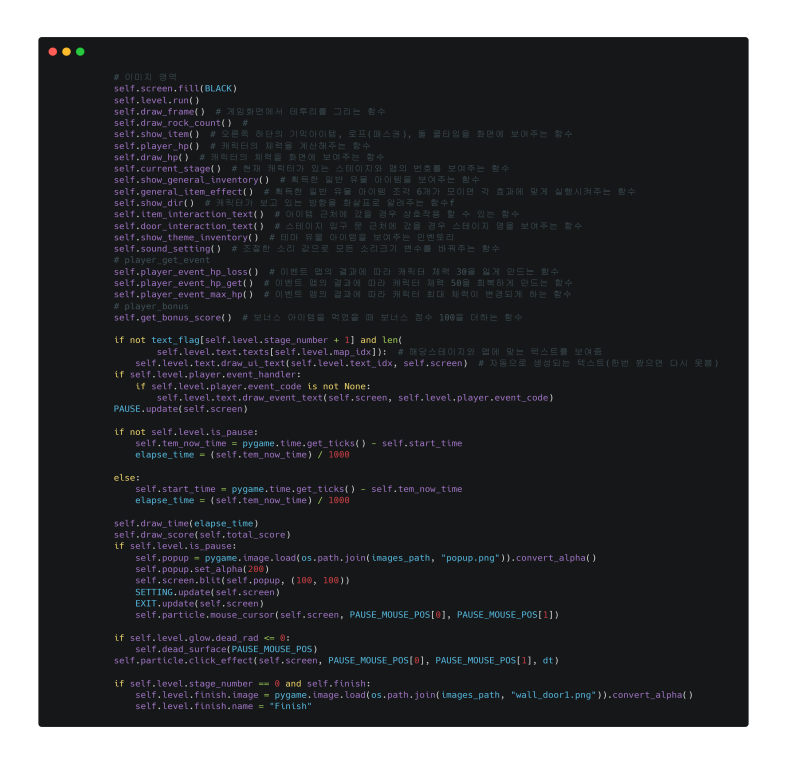 # 이미지 영역
self.screen.fill(BLACK)
self.level.run()
self.draw_frame()  # 게임화면에서 테두리를 그리는 함수
self.draw_rock_count()  #
self.show_item()  # 오른쪽 하단의 기믹아이템, 로프(패스권), 돌 쿨타임을 화면에 보여주는 함수
self.player_hp()  # 캐릭터의 체력을 계산해주는 함수
self.draw_hp()  # 캐릭터의 체력을 화면에 보여주는 함수
self.current_stage()  # 현재 캐릭터가 있는 스테이지와 맵의 번호를 보여주는 함수
self.show_general_inventory()  # 획득한 일반 유물 아이템을 보여주는 함수
self.general_item_effect()  # 획득한 일반 유물 아이템 조각 6개가 모이면 각 효과에 맞게 실행시켜주는 함수
self.show_dir()  # 캐릭터가 보고 있는 방향을 화살표로 알려주는 함수f
self.item_interaction_text()  # 아이템 근처에 갔을 경우 상호작용 할 수 있는 함수
self.door_interaction_text()  # 스테이지 입구 문 근처에 갔을 경우 스테이지 명을 보여주는 함수
self.show_theme_inventory()  # 테마 유물 아이템을 보여주는 인벤토리
self.sound_setting()  # 조절한 소리 값으로 모든 소리크기 변수를 바꿔주는 함수
# player_get_event
self.player_event_hp_loss()  # 이벤트 맵의 결과에 따라 캐릭터 체력 30을 잃게 만드는 함수
self.player_event_hp_get()  # 이벤트 맵의 결과에 따라 캐릭터 체력 50을 회복하게 만드는 함수
self.player_event_max_hp()  # 이벤트 맵의 결과에 따라 캐릭터 최대 체력이 변경되게 하는 함수
# player_bonus
self.get_bonus_score()  # 보너스 아이템을 먹었을 때 보너스 점수 100을 더하는 함수
if not text_flag[self.level.stage_number + 1] and len(
self.level.text.texts[self.level.map_idx]):  # 해당스테이지와 맵에 맞는 텍스트를 보여줌
self.level.text.draw_ui_text(self.level.text_idx, self.screen)  # 자동으로 생성되는 텍스트(한번 봤으면 다시 못봄)
if self.level.player.event_handler:
if self.level.player.event_code is not None:
self.level.text.draw_event_text(self.screen, self.level.player.event_code)
PAUSE.update(self.screen)
if not self.level.is_pause:
self.tem_now_time = pygame.time.get_ticks() - self.start_time
elapse_time = (self.tem_now_time) / 1000
else:
self.start_time = pygame.time.get_ticks() - self.tem_now_time
elapse_time = (self.tem_now_time) / 1000
self.draw_time(elapse_time)
self.draw_score(self.total_score)
if self.level.is_pause:
self.popup = pygame.image.load(os.path.join(images_path, "popup.png")).convert_alpha()
self.popup.set_alpha(200)
self.screen.blit(self.popup, (100, 100))
SETTING.update(self.screen)
EXIT.update(self.screen)
self.particle.mouse_cursor(self.screen, PAUSE_MOUSE_POS[0], PAUSE_MOUSE_POS[1])
if self.level.glow.dead_rad <= 0:
self.dead_surface(PAUSE_MOUSE_POS)
self.particle.click_effect(self.screen, PAUSE_MOUSE_POS[0], PAUSE_MOUSE_POS[1], dt)
if self.level.stage_number == 0 and self.finish:
self.level.finish.image = pygame.image.load(os.path.join(images_path, "wall_door1.png")).convert_alpha()
self.level.finish.name = "Finish"